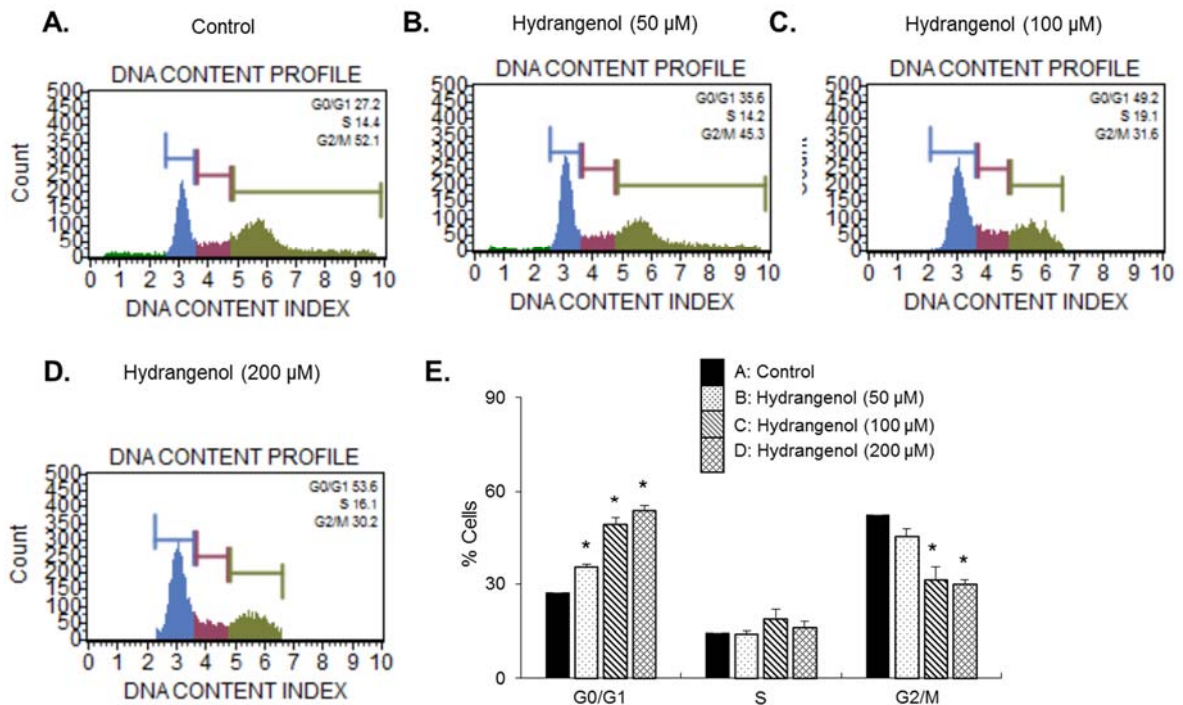 A.
Control
DNA CONTENT PROFILE
500
450
400
350
300
250
200
150
100
50
0
Count
G0/G1 27.2
S 14.4
G2/M 52.1
0 1 2 3 4 5 6 7 8 9 10
DNA CONTENT INDEX
B.
Hydrangenol (50 µM)
DNA CONTENT PROFILE
500
450
400
350
300
250
200
150
100
50
0
Count
G0/G1 35.6
S 14.2
G2/M 45.3
0 1 2 3 4 5 6 7 8 9 10
DNA CONTENT INDEX
C.
Hydrangenol (100 µM)
DNA CONTENT PROFILE
500
450
400
350
300
250
200
150
100
50
0
G0/G1 49.2
S 19.1
G2/M 31.6
0 1 2 3 4 5 6 7 8 9 10
DNA CONTENT INDEX
D.
Hydrangenol (200 µM)
DNA CONTENT PROFILE
500
450
400
350
300
250
200
150
100
50
0
Count
G0/G1 53.6
S 16.1
G2/M 30.2
0 1 2 3 4 5 6 7 8 9 10
DNA CONTENT INDEX
E.
A: Control
B: Hydrangenol (50 µM)
C: Hydrangenol (100 µM)
D: Hydrangenol (200 µM)
90
60
30
0
% Cells
* * *
* *
G0/G1 S G2/M